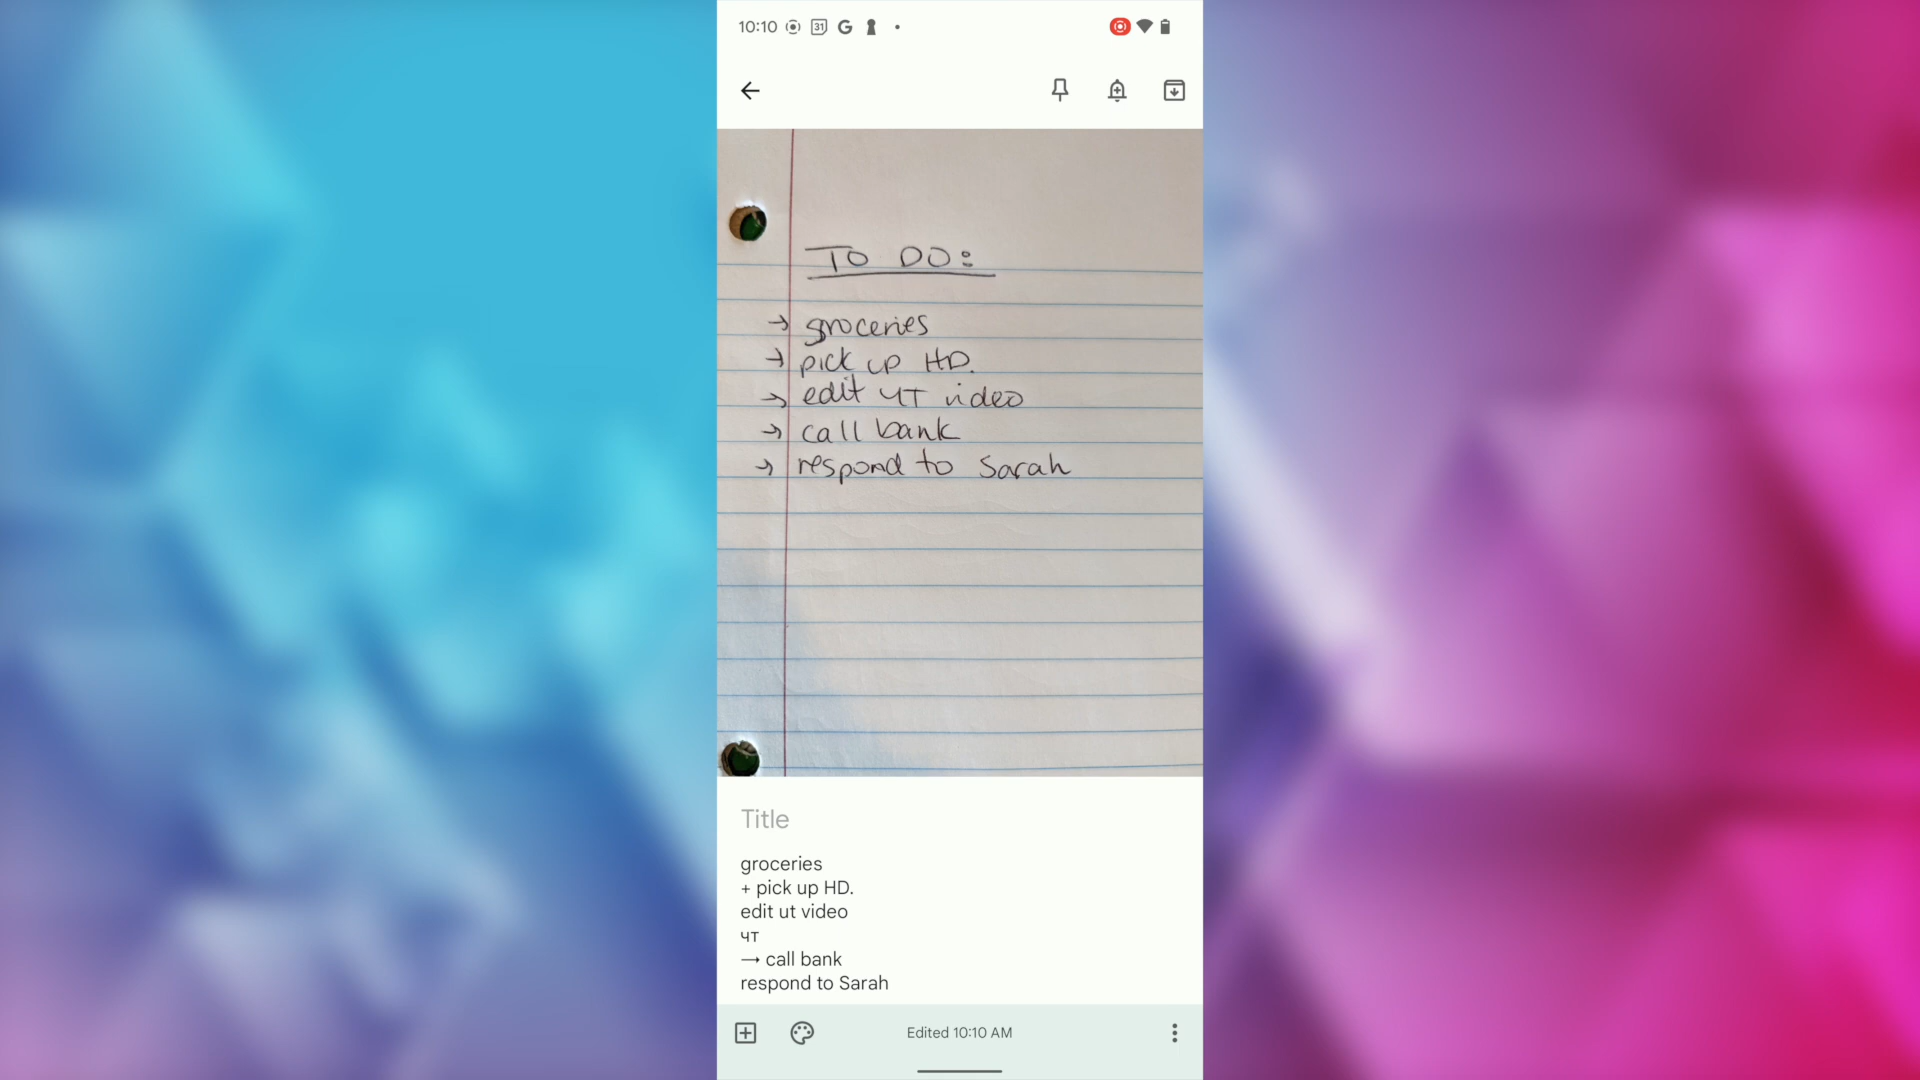 10:10 31 G
TO DO:
→ groceries
→ pick up HD.
→ edit YT video
→ call bank
→ respond to Sarah
Title
groceries
+ pick up HD.
edit ut video
чт
→ call bank
respond to Sarah
Edited 10:10 AM